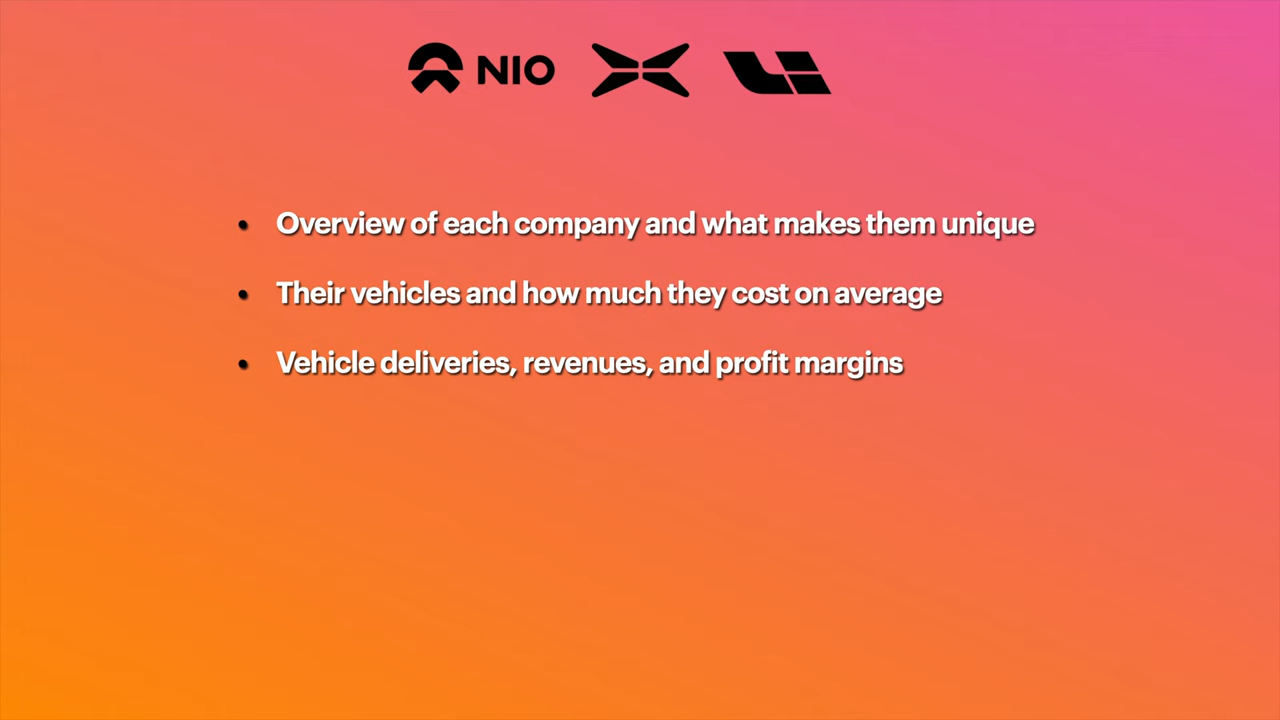 NIO
Overview of each company and what makes them unique
Their vehicles and how much they cost on average
Vehicle deliveries, revenues, and profit margins